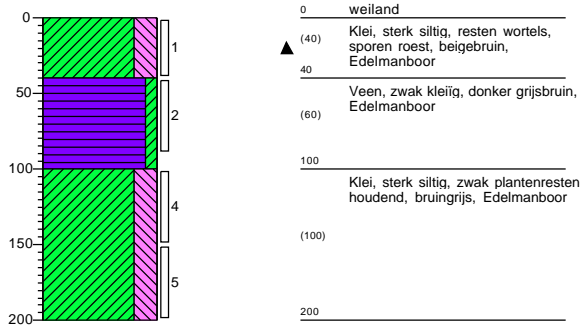 0
50
100
150
200
1
2
4
5
0 weiland
(40) Klei, sterk siltig, resten wortels,
sporen roest, beigebruin,
Edelmanboor
40
Veen, zwak kleiïg, donker grijsbruin,
Edelmanboor
(60)
100
Klei, sterk siltig, zwak plantenresten
houdend, bruingrijs, Edelmanboor
(100)
200